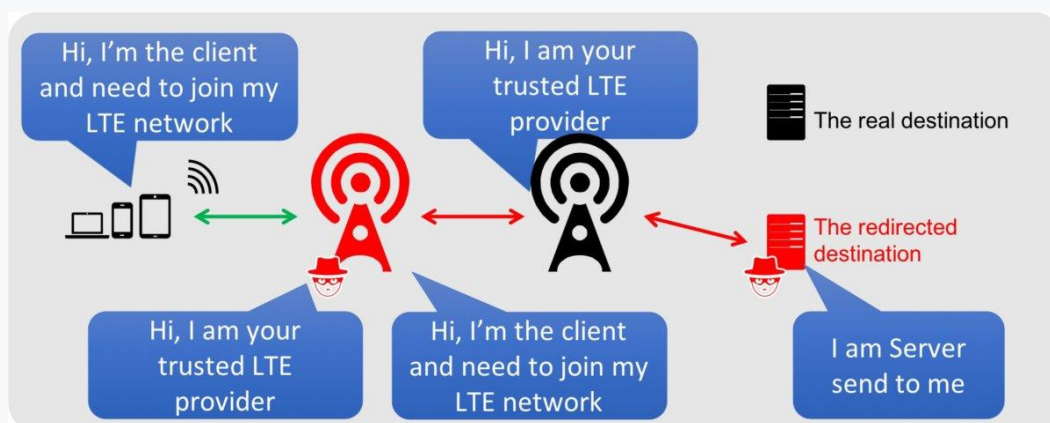 Hi, I'm the client
and need to join my
LTE network
Hi, I am your
trusted LTE
provider
The real destination
The redirected
destination
Hi, I am your
trusted LTE
provider
Hi, I'm the client
and need to join my
LTE network
I am Server
send to me